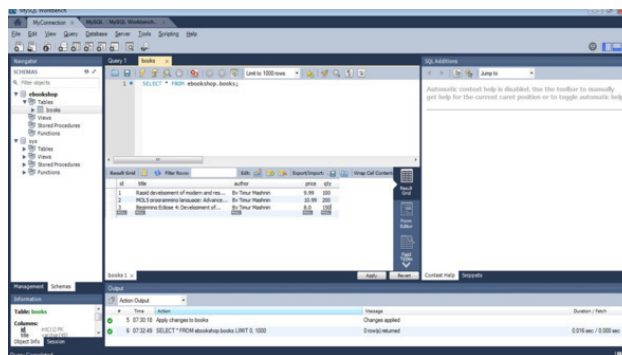 MySQL Workbench
MyConnection
MySQL Workbench
File Edit View Query Database Server Tools Scripting Help
Navigator
SCHEMAS
Filter objects
ebookshop
Tables
books
Views
Stored Procedures
Functions
sys
Tables
Views
Stored Procedures
Functions
Management Schemas
Information
Table: books
Columns:
id
title
Object Info Session
Query 1 books
Limit to 1000 rows
1 SELECT * FROM ebookshop.books;
Result Grid Filter Rows: Edit: Export/Import: Wrap Cell Content:
id title author price qty
1 Rapid development of modern and res... By Timur Mashnin 9.99 100
2 MQL5 programming language: Advance... By Timur Mashnin 10.99 200
3 Beginning Eclipse 4: Development of... By Timur Mashnin 8.0 150
Result Grid
Form Editor
Field Types
books 1 Apply Revert
SQL Additions
Jump to
Automatic context help is disabled. Use the toolbar to manually
get help for the current caret position or to toggle automatic help
Context Help Snippets
Output
Action Output
# Time Action Message Duration / Fetch
5 07:30:18 Apply changes to books Changes applied
6 07:32:49 SELECT * FROM ebookshop.books LIMIT 0, 1000 0 row(s) returned 0.016 sec / 0.000 sec
Query Completed